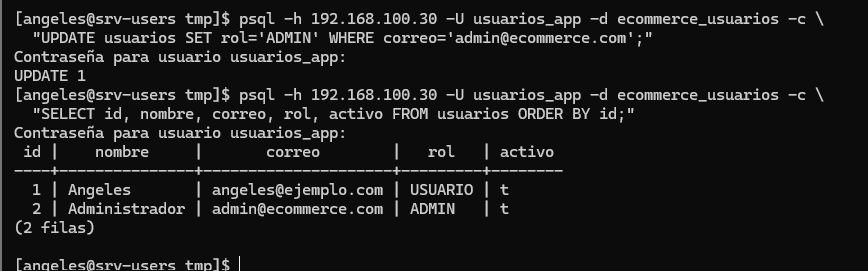 [angeles@srv-users tmp]$ psql -h 192.168.100.30 -U usuarios_app -d ecommerce_usuarios -c \
  "UPDATE usuarios SET rol='ADMIN' WHERE correo='admin@ecommerce.com';"
Contraseña para usuario usuarios_app:
UPDATE 1
[angeles@srv-users tmp]$ psql -h 192.168.100.30 -U usuarios_app -d ecommerce_usuarios -c \
  "SELECT id, nombre, correo, rol, activo FROM usuarios ORDER BY id;"
Contraseña para usuario usuarios_app:
 id |    nombre     |       correo        |   rol   | activo
----+---------------+---------------------+---------+--------
  1 | Angeles       | angeles@ejemplo.com | USUARIO | t
  2 | Administrador | admin@ecommerce.com | ADMIN   | t
(2 filas)
[angeles@srv-users tmp]$